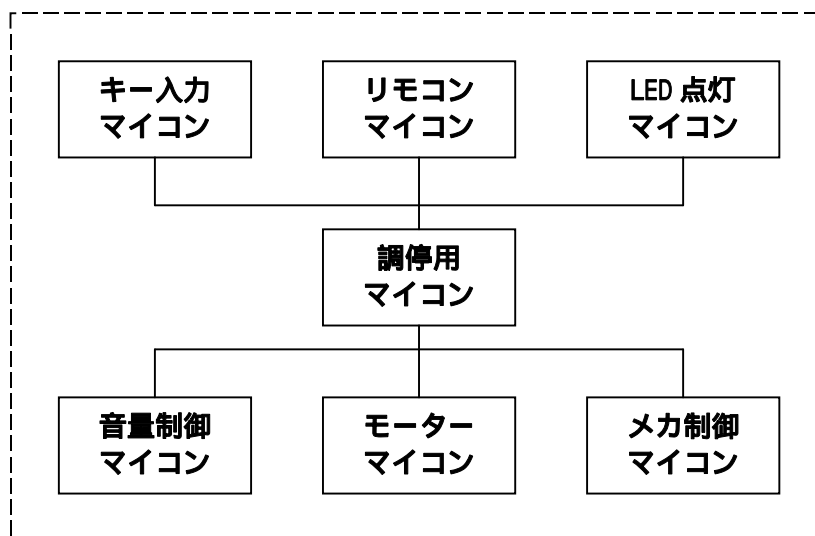 キー入力
マイコン
リモコン
マイコン
LED 点灯
マイコン
調停用
マイコン
音量制御
マイコン
モーター
マイコン
メカ制御
マイコン